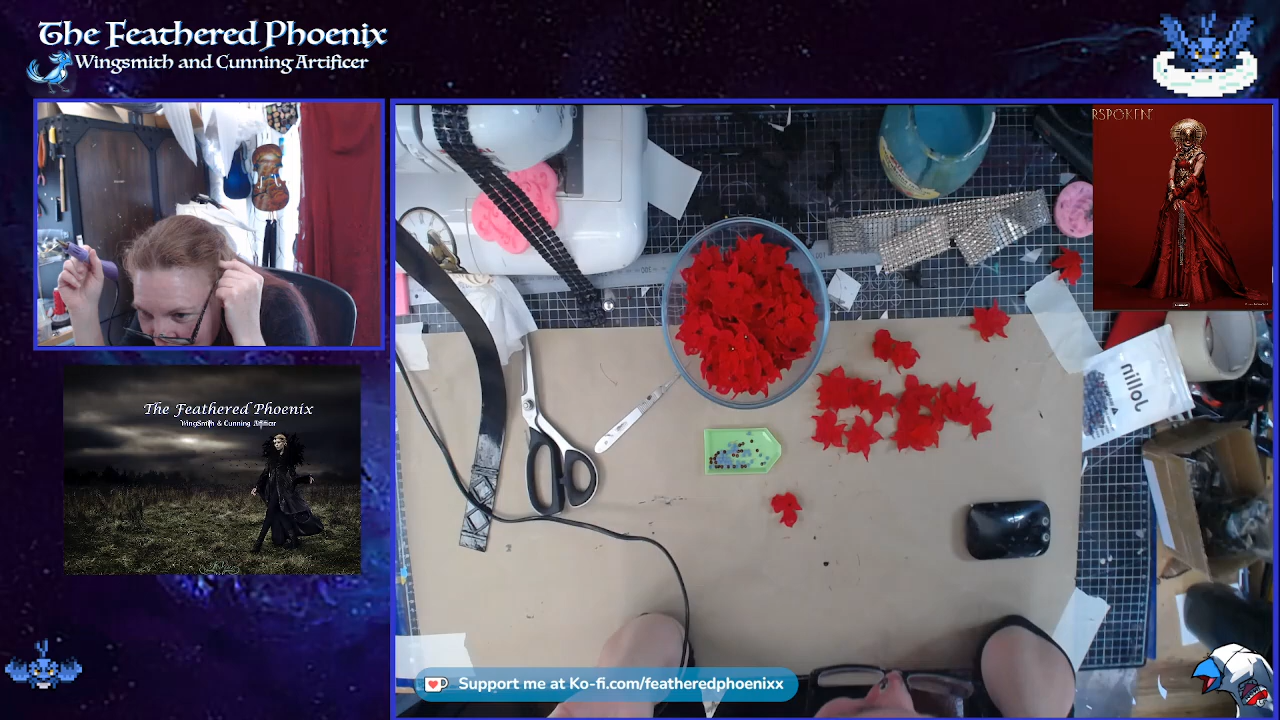 The Feathered Phoenix
Wingsmith and Cunning Artificer
RSPOKEN
The Feathered Phoenix
WingSmith & Cunning Artificer
nillol
Support me at Ko-fi.com/featheredphoenixx